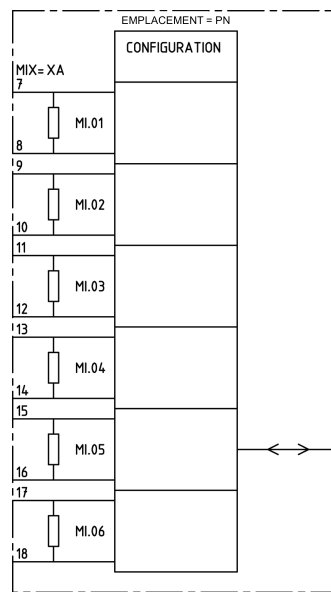 EMPLACEMENT = PN
CONFIGURATION
MIX= XA
7
MI.01
8
9
MI.02
10
11
MI.03
12
13
MI.04
14
15
MI.05
16
17
MI.06
18